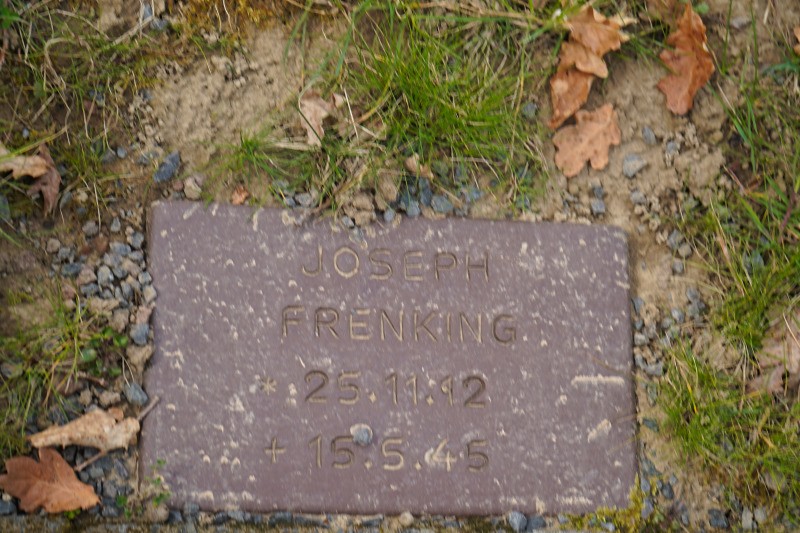 JOSEPH
FRENKING
* 25.11.12
+ 15.5.45